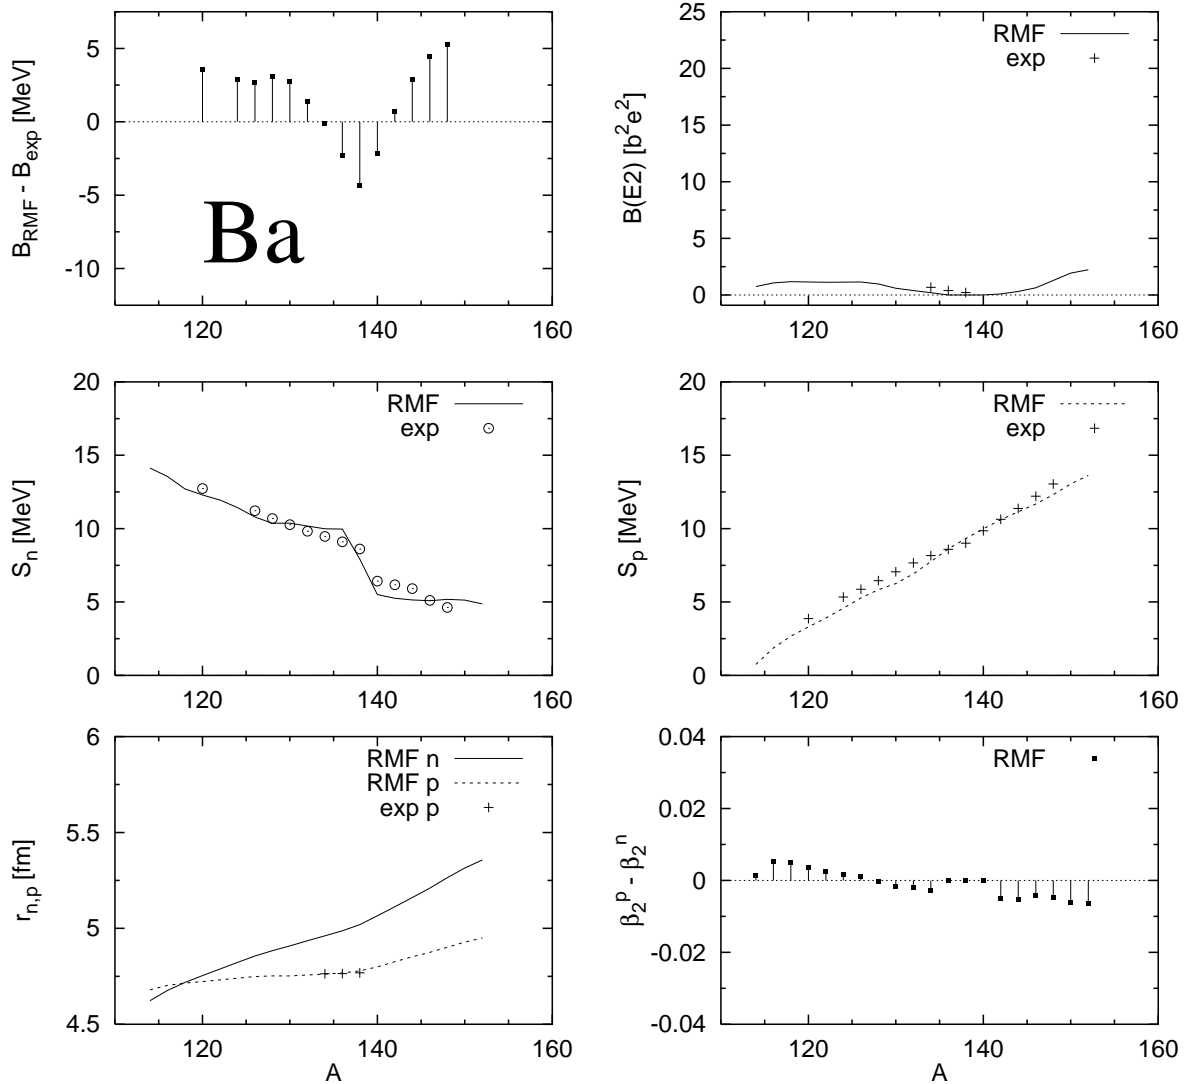 B_RMF - B_exp [MeV]
5
0
-5
-10
Ba
120
140
160
B(E2) [b^2e^2]
25
20
15
10
5
0
RMF
exp
120
140
160
S_n [MeV]
20
15
10
5
0
RMF
exp
120
140
160
S_p [MeV]
20
15
10
5
0
RMF
exp
120
140
160
r_n,p [fm]
6
5.5
5
4.5
RMF n
RMF p
exp p
120
140
160
A
β_2^p - β_2^n
0.04
0.02
0
-0.02
-0.04
RMF
120
140
160
A